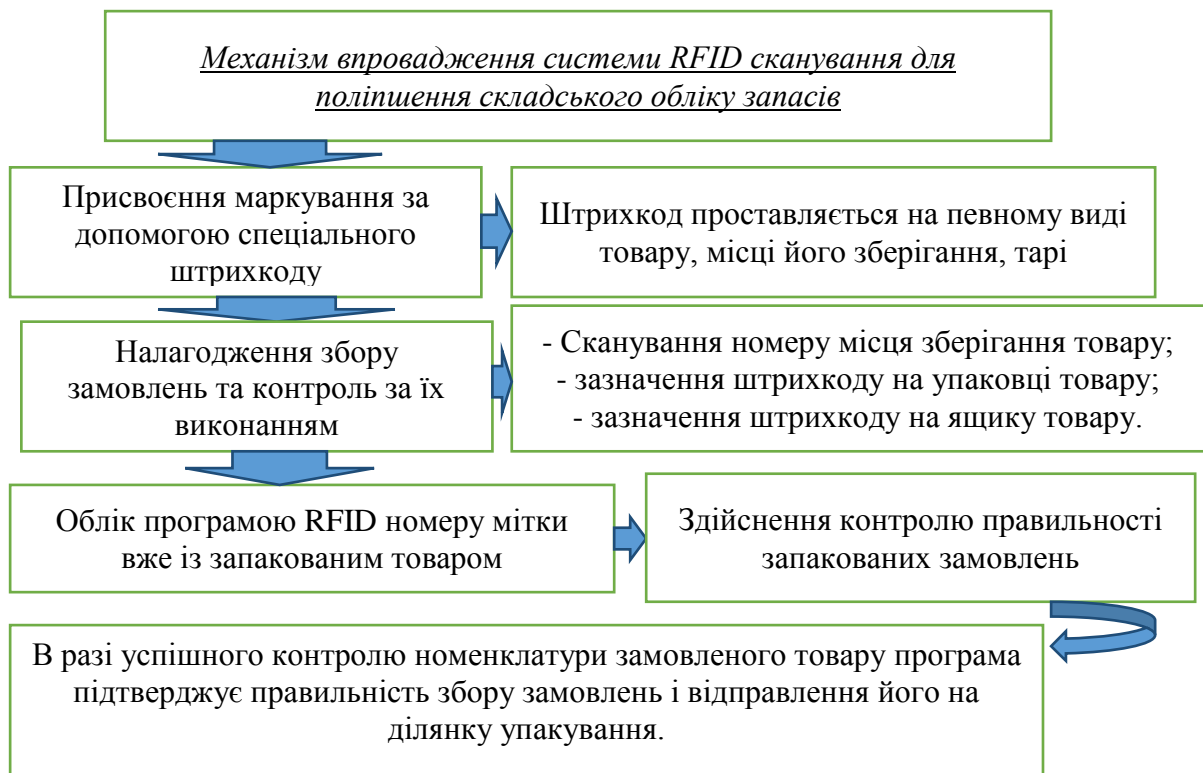 Механізм впровадження системи RFID сканування для
поліпшення складського обліку запасів
Присвоєння маркування за
допомогою спеціального
штрихкоду
Штрихкод проставляється на певному виді
товару, місці його зберігання, тарі
Налагодження збору
замовлень та контроль за їх
виконанням
- Сканування номеру місця зберігання товару;
- зазначення штрихкоду на упаковці товару;
- зазначення штрихкоду на ящику товару.
Облік програмою RFID номеру мітки
вже із запакованим товаром
Здійснення контролю правильності
запакованих замовлень
В разі успішного контролю номенклатури замовленого товару програма
підтверджує правильність збору замовлень і відправлення його на
ділянку упакування.